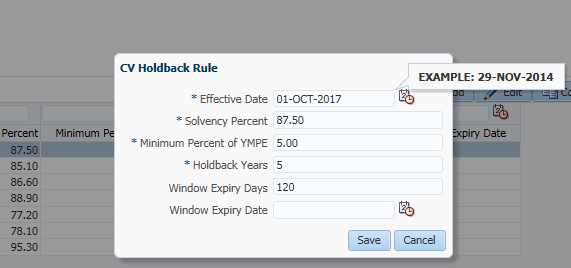 CV Holdback Rule
EXAMPLE: 29-NOV-2014
* Effective Date 01-OCT-2017
* Solvency Percent 87.50
* Minimum Percent of YMPE 5.00
* Holdback Years 5
Window Expiry Days 120
Window Expiry Date
Save Cancel
Edit
Percent Minimum Pe Expiry Date
87.50
85.10
86.60
88.90
77.20
78.10
95.30